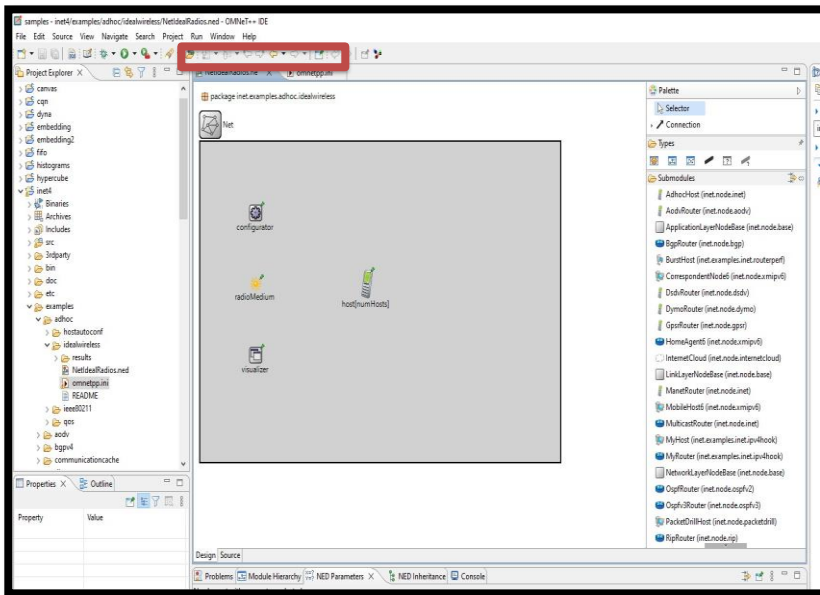 samples - inet4/examples/adhoc/idealwireless/NetIdealRadios.ned - OMNeT++ IDE
File Edit Source View Navigate Search Project Run Window Help
Project Explorer
canvas
cqn
dyna
embedding
embedding2
fifo
histograms
hypercube
inet4
Binaries
Archives
Includes
src
3rdparty
bin
doc
etc
examples
adhoc
hostautoconf
idealwireless
results
NetIdealRadios.ned
omnetpp.ini
README
ieee80211
qos
aodv
bgpv4
communicationcache
Properties Outline
Property Value
omnetpp.ini
package inet.examples.adhoc.idealwireless
Net
configurator
radioMedium
host[numHosts]
visualizer
Design Source
Problems Module Hierarchy NED Parameters NED Inheritance Console
Palette
Selector
Connection
Types
Submodules
AdhocHost (inet.node.inet)
AodvRouter (inet.node.aodv)
ApplicationLayerNodeBase (inet.node.base)
BgpRouter (inet.node.bgp)
BurstHost (inet.examples.inet.routerperf)
CorrespondentNode6 (inet.node.xmipv6)
DsdvRouter (inet.node.dsdv)
DymoRouter (inet.node.dymo)
GpsrRouter (inet.node.gpsr)
HomeAgent6 (inet.node.xmipv6)
InternetCloud (inet.node.internetcloud)
LinkLayerNodeBase (inet.node.base)
ManetRouter (inet.node.inet)
MobileHost6 (inet.node.xmipv6)
MulticastRouter (inet.node.inet)
MyHost (inet.examples.inet.ipv4hook)
MyRouter (inet.examples.inet.ipv4hook)
NetworkLayerNodeBase (inet.node.base)
OspfRouter (inet.node.ospfv2)
Ospfv3Router (inet.node.ospfv3)
PacketDrillHost (inet.node.packetdrill)
RipRouter (inet.node.rip)